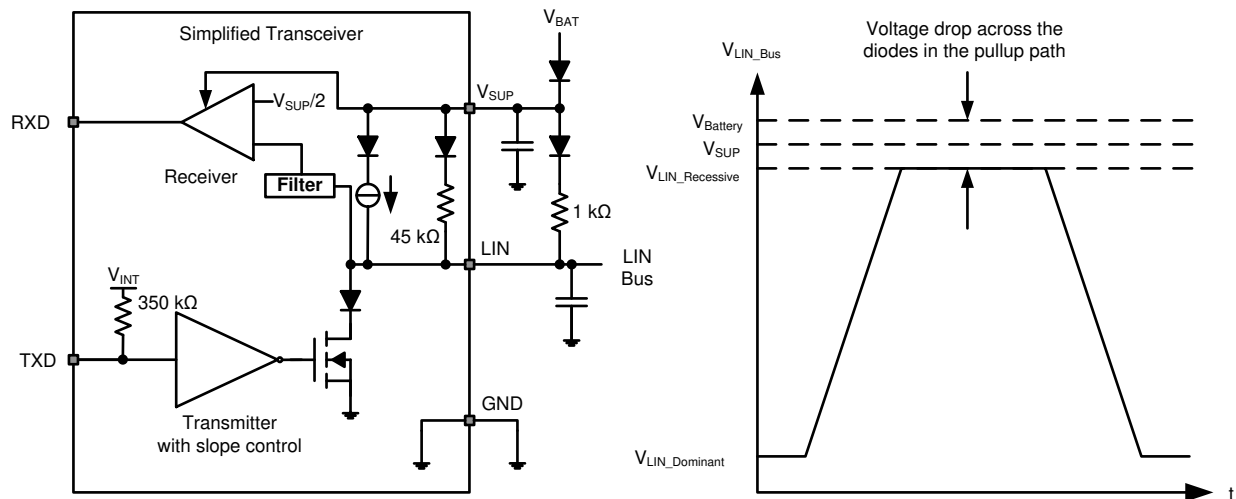 Simplified Transceiver
V_BAT
V_SUP/2
V_SUP
RXD
Receiver
Filter
45 kΩ
1 kΩ
LIN
LIN
Bus
V_INT
350 kΩ
TXD
GND
Transmitter
with slope control
V_LIN_Bus
Voltage drop across the
diodes in the pullup path
V_Battery
V_SUP
V_LIN_Recessive
V_LIN_Dominant
t